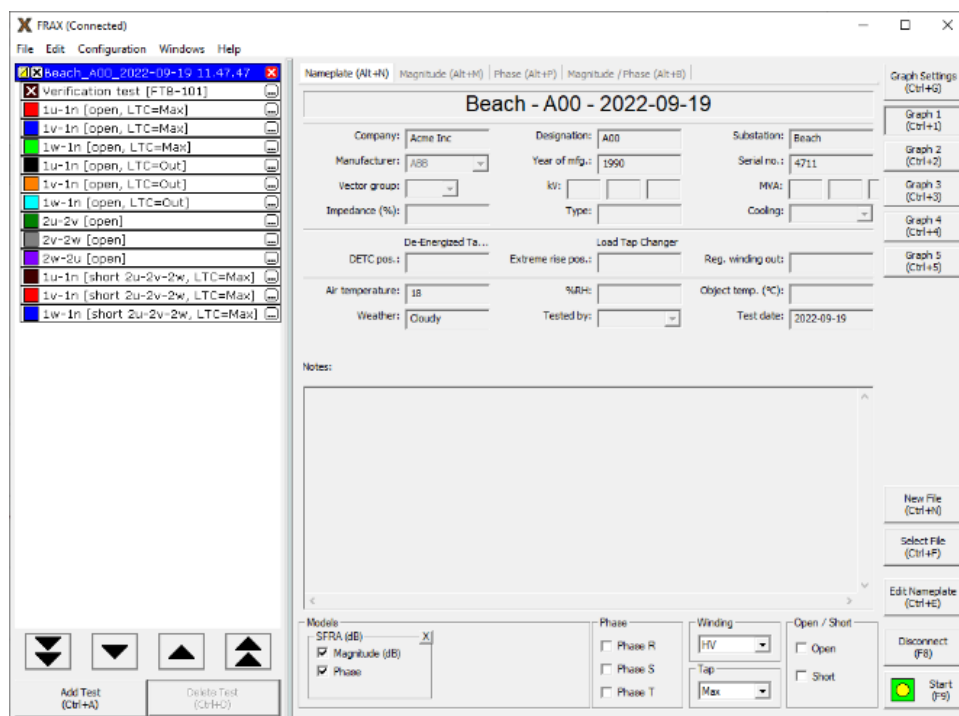 FRAX (Connected)
File Edit Configuration Windows Help
Beach_A00_2022-09-19 11.47.47
Verification test [FTB-101]
1u-1n [open, LTC=Max]
1v-1n [open, LTC=Max]
1w-1n [open, LTC=Max]
1u-1n [open, LTC=Out]
1v-1n [open, LTC=Out]
1w-1n [open, LTC=Out]
2u-2v [open]
2v-2w [open]
2w-2u [open]
1u-1n [short 2u-2v-2w, LTC=Max]
1v-1n [short 2u-2v-2w, LTC=Max]
1w-1n [short 2u-2v-2w, LTC=Max]
Add Test
(Ctrl+A)
Delete Test
(Ctrl+D)
Nameplate (Alt+N) Magnitude (Alt+M) Phase (Alt+P) Magnitude / Phase (Alt+B)
Beach - A00 - 2022-09-19
Company: Acme Inc Designation: A00 Substation: Beach
Manufacturer: ABB Year of mfg.: 1990 Serial no.: 4711
Vector group: kV: MVA:
Impedance (%): Type: Cooling:
De-Energized Ta... Load Tap Changer
DETC pos.: Extreme rise pos.: Reg. winding out:
Air temperature: 18 %RH: Object temp. (ºC):
Weather: Cloudy Tested by: Test date: 2022-09-19
Notes:
Models
SFRA (dB) X
Magnitude (dB)
Phase
Phase
Phase R
Phase S
Phase T
Winding
HV
Tap
Max
Open / Short
Open
Short
Graph Settings
(Ctrl+G)
Graph 1
(Ctrl+1)
Graph 2
(Ctrl+2)
Graph 3
(Ctrl+3)
Graph 4
(Ctrl+4)
Graph 5
(Ctrl+5)
New File
(Ctrl+N)
Select File
(Ctrl+F)
Edit Nameplate
(Ctrl+E)
Disconnect
(F8)
Start
(F9)